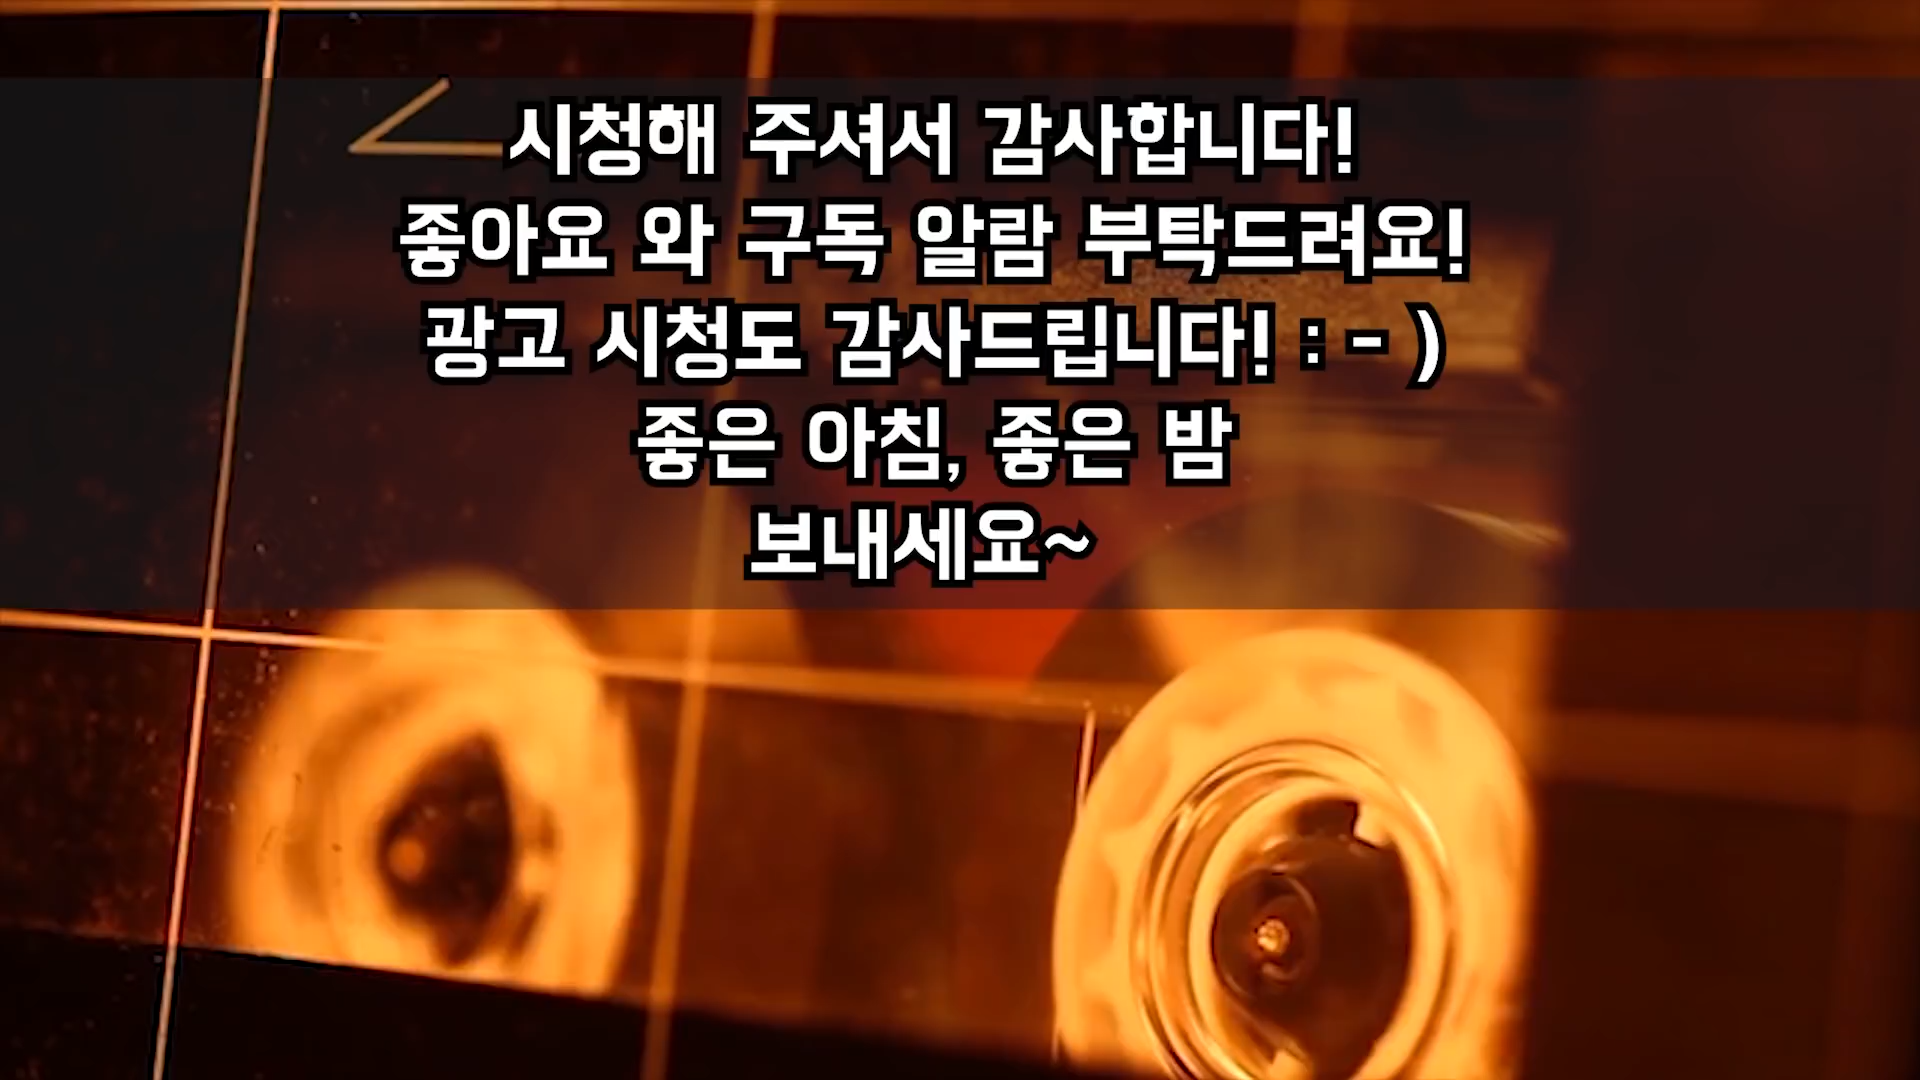 시청해 주셔서 감사합니다!
좋아요 와 구독 알람 부탁드려요!
광고 시청도 감사드립니다! : - )
좋은 아침, 좋은 밤
보내세요~